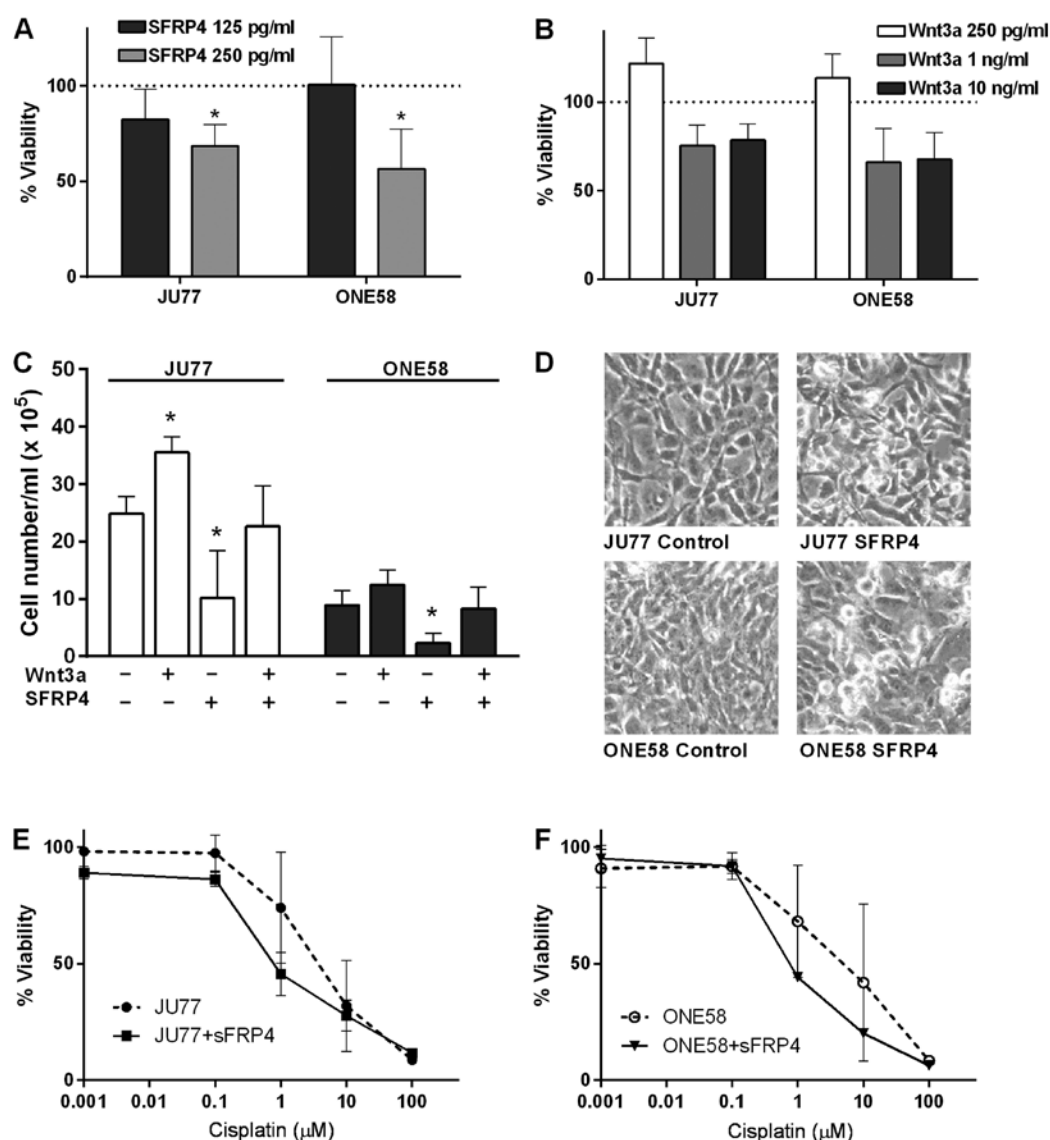 A
SFRP4 125 pg/ml
SFRP4 250 pg/ml
% Viability
100
50
0
*
*
JU77
ONE58
B
Wnt3a 250 pg/ml
Wnt3a 1 ng/ml
Wnt3a 10 ng/ml
% Viability
100
50
0
JU77
ONE58
C
JU77
ONE58
Cell number/ml (x 10⁵)
50
40
30
20
10
0
*
*
*
Wnt3a − + − + − + − +
SFRP4 − − + + − − + +
D
JU77 Control
JU77 SFRP4
ONE58 Control
ONE58 SFRP4
E
% Viability
100
50
0
JU77
JU77+sFRP4
0.001 0.01 0.1 1 10 100
Cisplatin (μM)
F
% Viability
100
50
0
ONE58
ONE58+sFRP4
0.001 0.01 0.1 1 10 100
Cisplatin (μM)